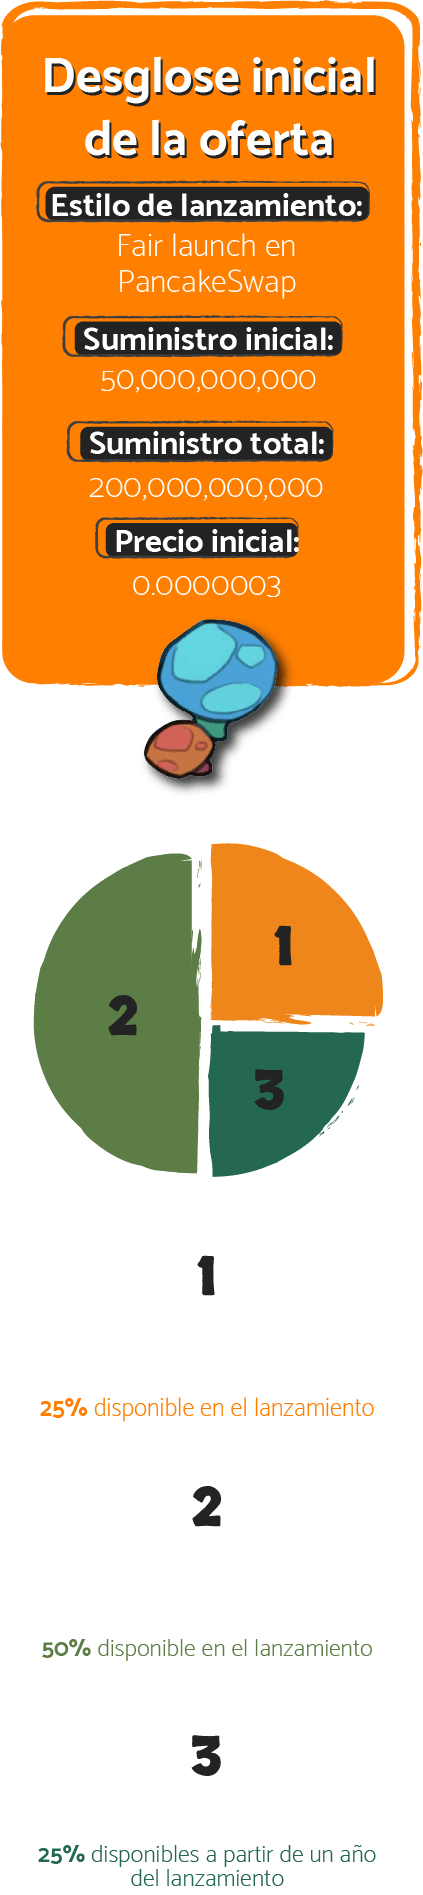 Desglose inicial
de la oferta
Estilo de lanzamiento:
Fair launch en
PancakeSwap
Suministro inicial:
50,000,000,000
Suministro total:
200,000,000,000
Precio inicial:
0.0000003
1
2
3
1
25% disponible en el lanzamiento
2
50% disponible en el lanzamiento
3
25% disponibles a partir de un año
del lanzamiento